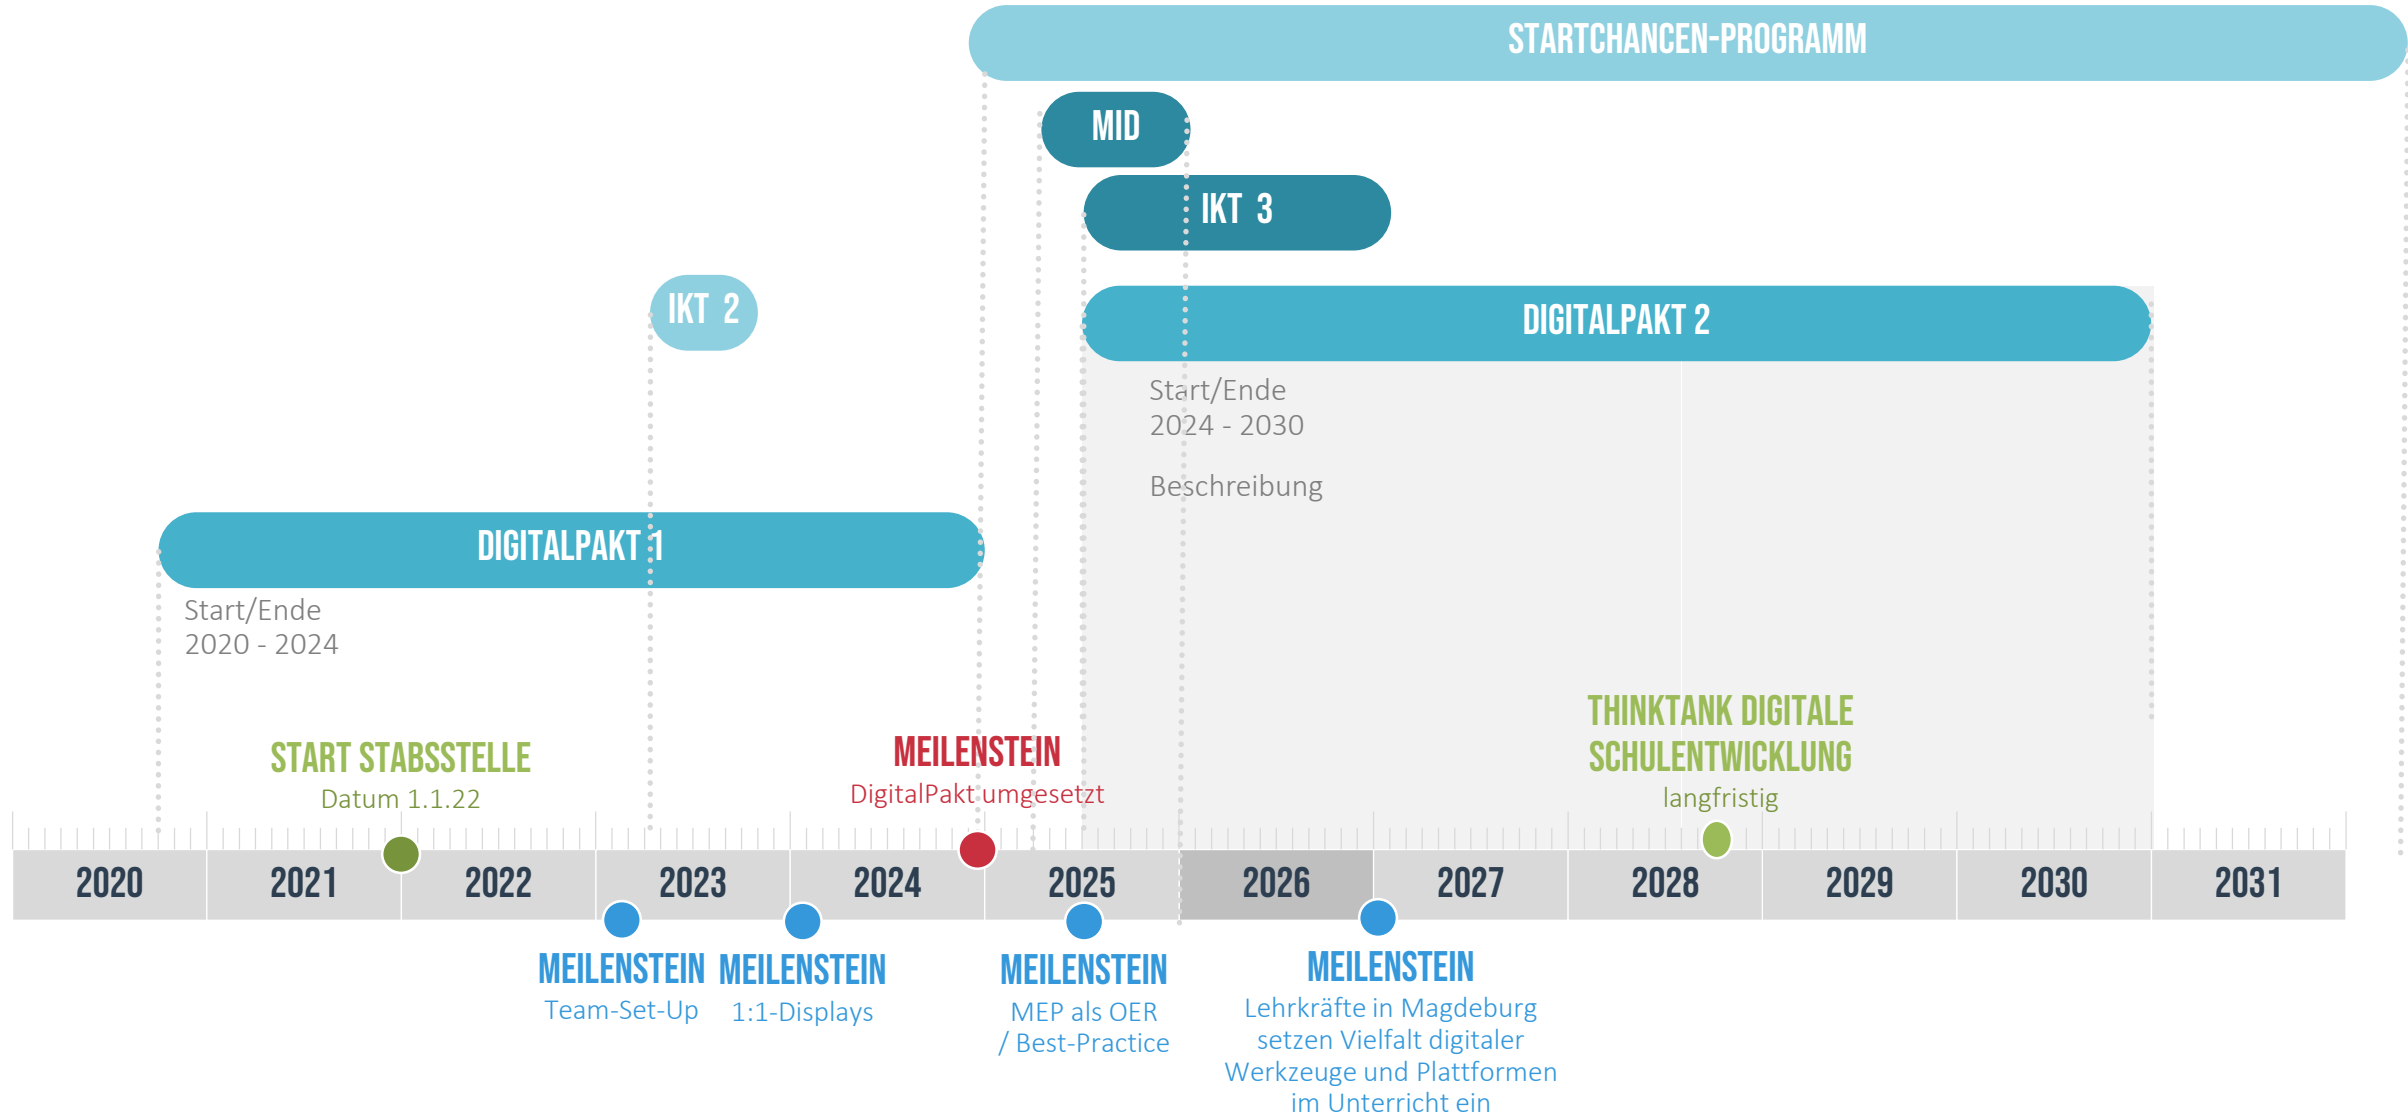 STARTCHANCEN-PROGRAMM
MID
IKT 3
IKT 2
DIGITALPAKT 2
Start/Ende
2024 - 2030
Beschreibung
DIGITALPAKT 1
Start/Ende
2020 - 2024
START STABSSTELLE
Datum 1.1.22
MEILENSTEIN
DigitalPakt umgesetzt
THINKTANK DIGITALE
SCHULENTWICKLUNG
langfristig
2020 2021 2022 2023 2024 2025 2026 2027 2028 2029 2030 2031
MEILENSTEIN
Team-Set-Up
MEILENSTEIN
1:1-Displays
MEILENSTEIN
MEP als OER
/ Best-Practice
MEILENSTEIN
Lehrkräfte in Magdeburg
setzen Vielfalt digitaler
Werkzeuge und Plattformen
im Unterricht ein